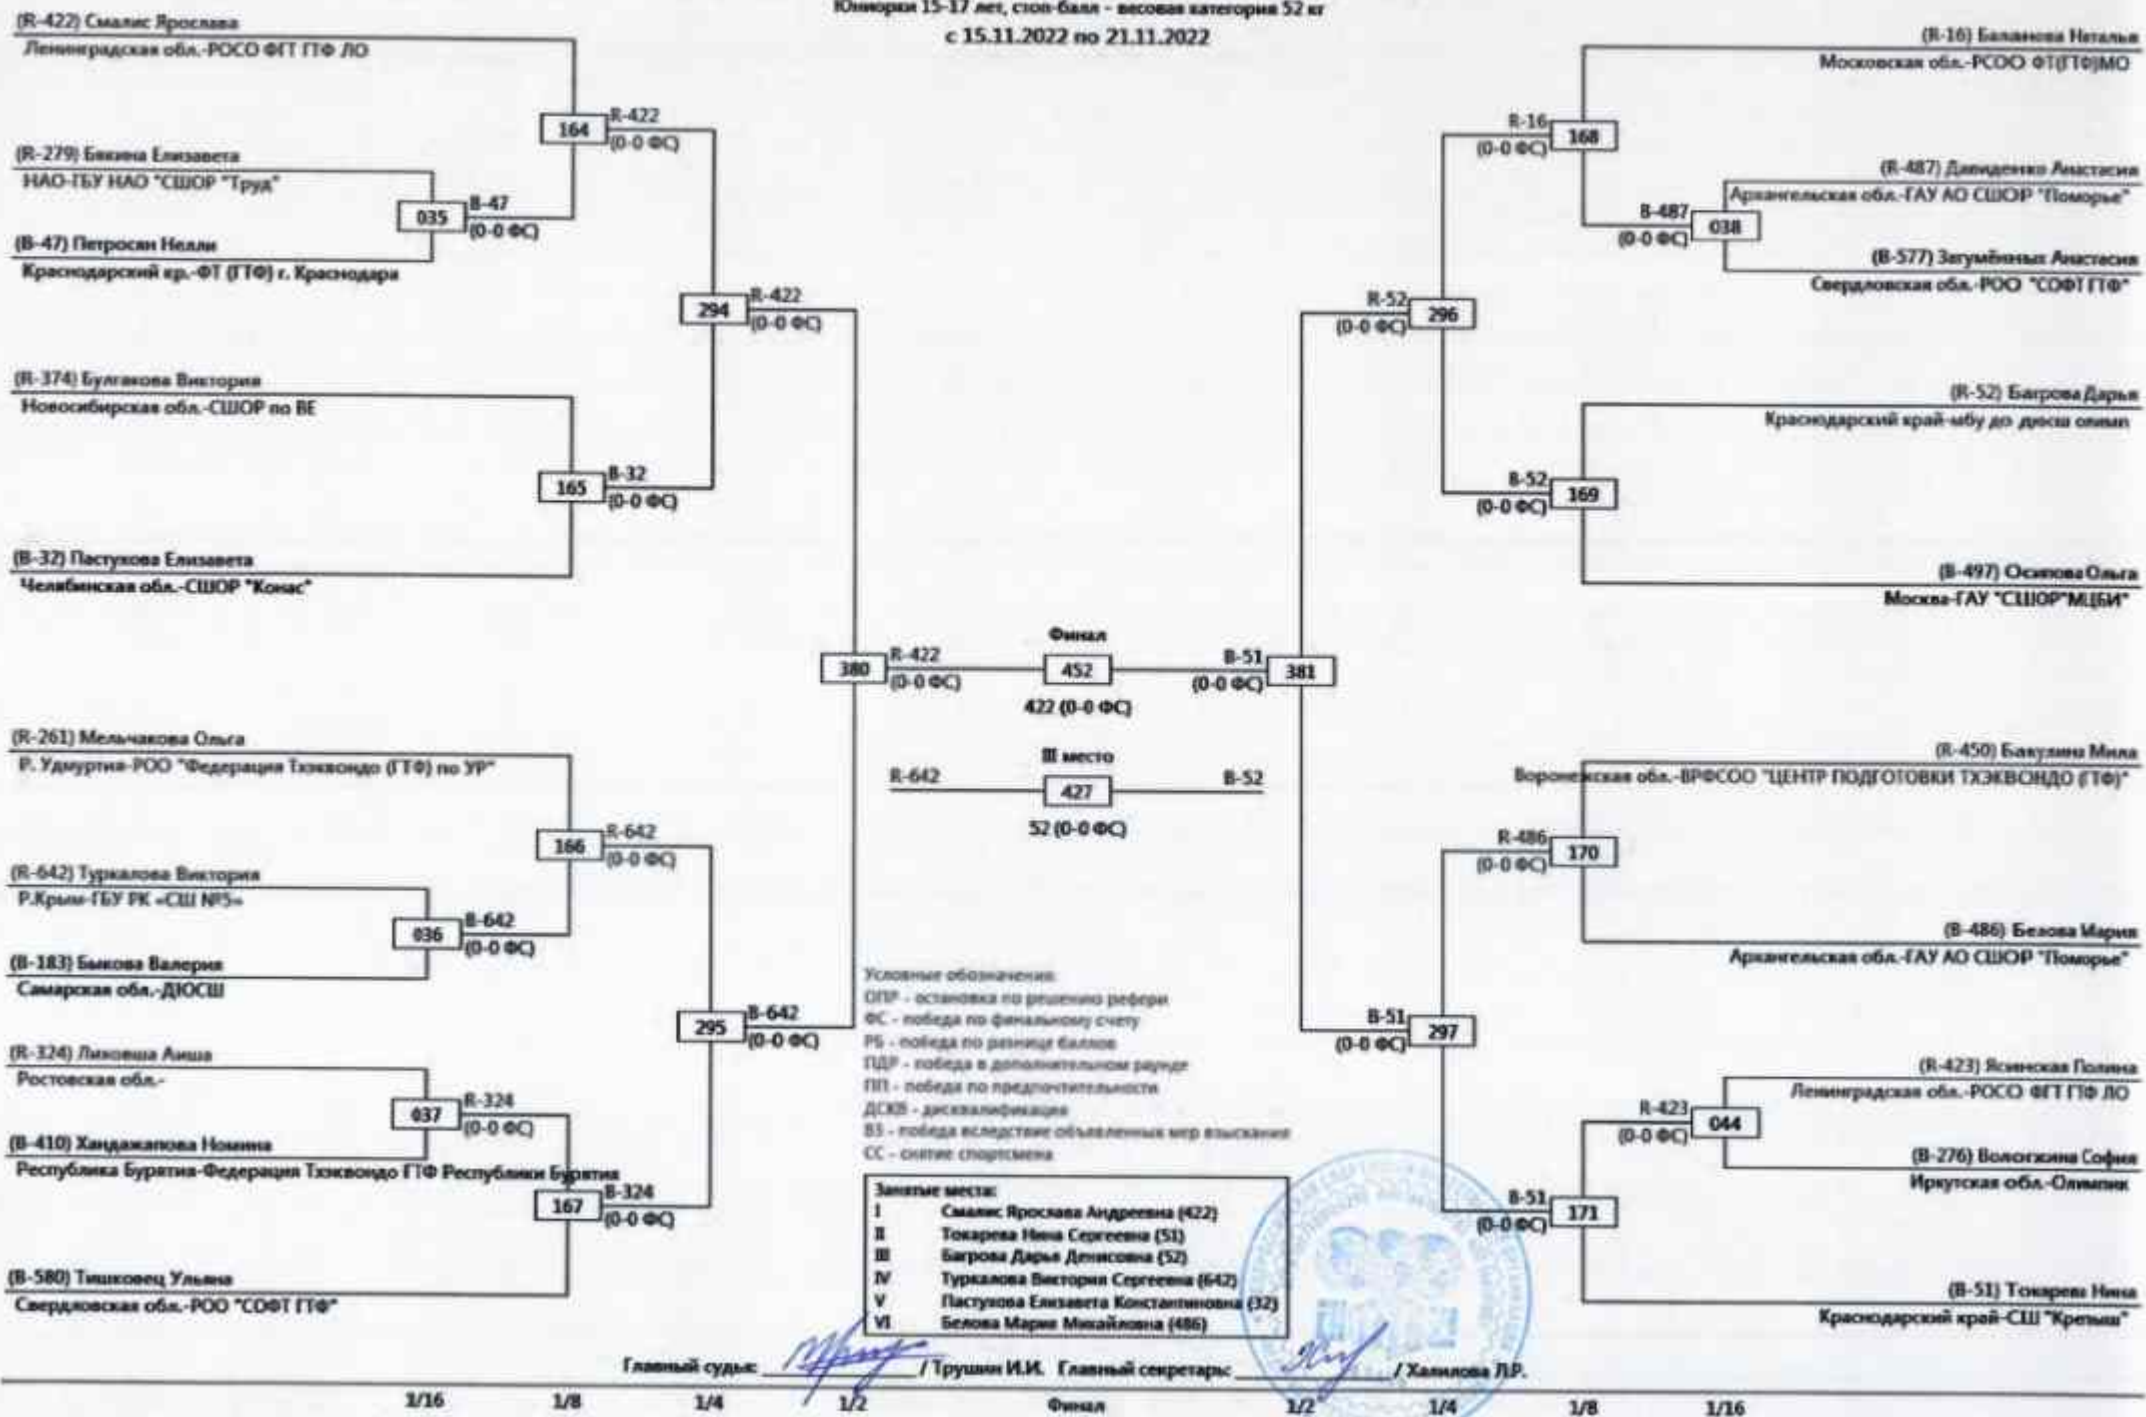 Юниорки 15-17 лет, стоп-балл - весовая категория 52 кг
с 15.11.2022 по 21.11.2022
(R-422) Смалис Ярослава
Ленинградская обл.-РОСО ФГТ ГТФ ЛО
164
R-422
(0-0 ФС)
(R-279) Бякина Елизавета
НАО-ГБУ НАО "СШОР "Труд"
035
B-47
(0-0 ФС)
(B-47) Петросян Нелли
Краснодарский кр.-ФТ (ГТФ) г. Краснодара
294
R-422
(0-0 ФС)
(R-374) Булгакова Виктория
Новосибирская обл.-СШОР по ВЕ
165
B-32
(0-0 ФС)
(B-32) Пастухова Елизавета
Челябинская обл.-СШОР "Конас"
380
R-422
(0-0 ФС)
(R-261) Мельчакова Ольга
Р. Удмуртия-РОО "Федерация Тхэквондо (ГТФ) по УР"
166
R-642
(0-0 ФС)
(R-642) Туркалова Виктория
Р.Крым-ГБУ РК «СШ №5»
036
B-642
(0-0 ФС)
(B-183) Быкова Валерия
Самарская обл.-ДЮСШ
295
B-642
(0-0 ФС)
(R-324) Лиховша Аиша
Ростовская обл.-
037
R-324
(0-0 ФС)
(B-410) Хандажапова Номина
Республика Бурятия-Федерация Тхэквондо ГТФ Республики Бурятия
167
B-324
(0-0 ФС)
(B-580) Тишковец Ульяна
Свердловская обл.-РОО "СОФТ ГТФ"
Финал
452
422 (0-0 ФС)
III место
R-642
427
B-52
52 (0-0 ФС)
(R-16) Баланова Наталья
Московская обл.-РСОО ФТ(ГТФ)МО
R-16
(0-0 ФС)
168
(R-487) Давиденко Анастасия
Архангельская обл.-ГАУ АО СШОР "Поморье"
B-487
(0-0 ФС)
038
(B-577) Загумённых Анастасия
Свердловская обл.-РОО "СОФТ ГТФ"
R-52
(0-0 ФС)
296
(R-52) Багрова Дарья
Краснодарский край-мбу до дюсш олимп
B-52
(0-0 ФС)
169
(B-497) Осипова Ольга
Москва-ГАУ "СШОР"МЦБИ"
B-51
(0-0 ФС)
381
(R-450) Бакулина Мила
Воронежская обл.-ВРФСОО "ЦЕНТР ПОДГОТОВКИ ТХЭКВОНДО (ГТФ)"
R-486
(0-0 ФС)
170
(B-486) Белова Мария
Архангельская обл.-ГАУ АО СШОР "Поморье"
B-51
(0-0 ФС)
297
(R-423) Ясинская Полина
Ленинградская обл.-РОСО ФГТ ГТФ ЛО
R-423
(0-0 ФС)
044
(B-276) Вологжина София
Иркутская обл.-Олимпик
B-51
(0-0 ФС)
171
(B-51) Токарева Нина
Краснодарский край-СШ "Крепыш"
Условные обозначения:
ОПР - остановка по решению рефери
ФС - победа по финальному счету
РБ - победа по разнице баллов
ПДР - победа в дополнительном раунде
ПП - победа по предпочтительности
ДСКВ - дисквалификация
ВЗ - победа вследствие объявленных мер взыскания
СС - снятие спортсмена
Занятые места:
I Смалис Ярослава Андреевна (422)
II Токарева Нина Сергеевна (51)
III Багрова Дарья Денисовна (52)
IV Туркалова Виктория Сергеевна (642)
V Пастухова Елизавета Константиновна (32)
VI Белова Мария Михайловна (486)
Главный судья: / Трушин И.И. Главный секретарь: / Халилова Л.Р.
1/16 1/8 1/4 1/2 Финал 1/2 1/4 1/8 1/16